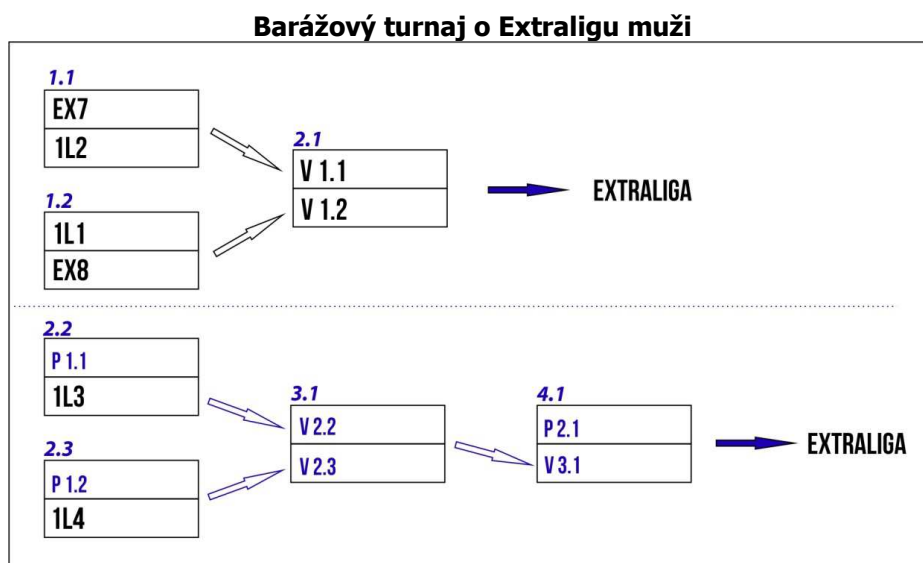 Barážový turnaj o Extraligu muži
1.1
EX7
1L2
1.2
1L1
EX8
2.1
V 1.1
V 1.2
EXTRALIGA
2.2
P 1.1
1L3
2.3
P 1.2
1L4
3.1
V 2.2
V 2.3
4.1
P 2.1
V 3.1
EXTRALIGA